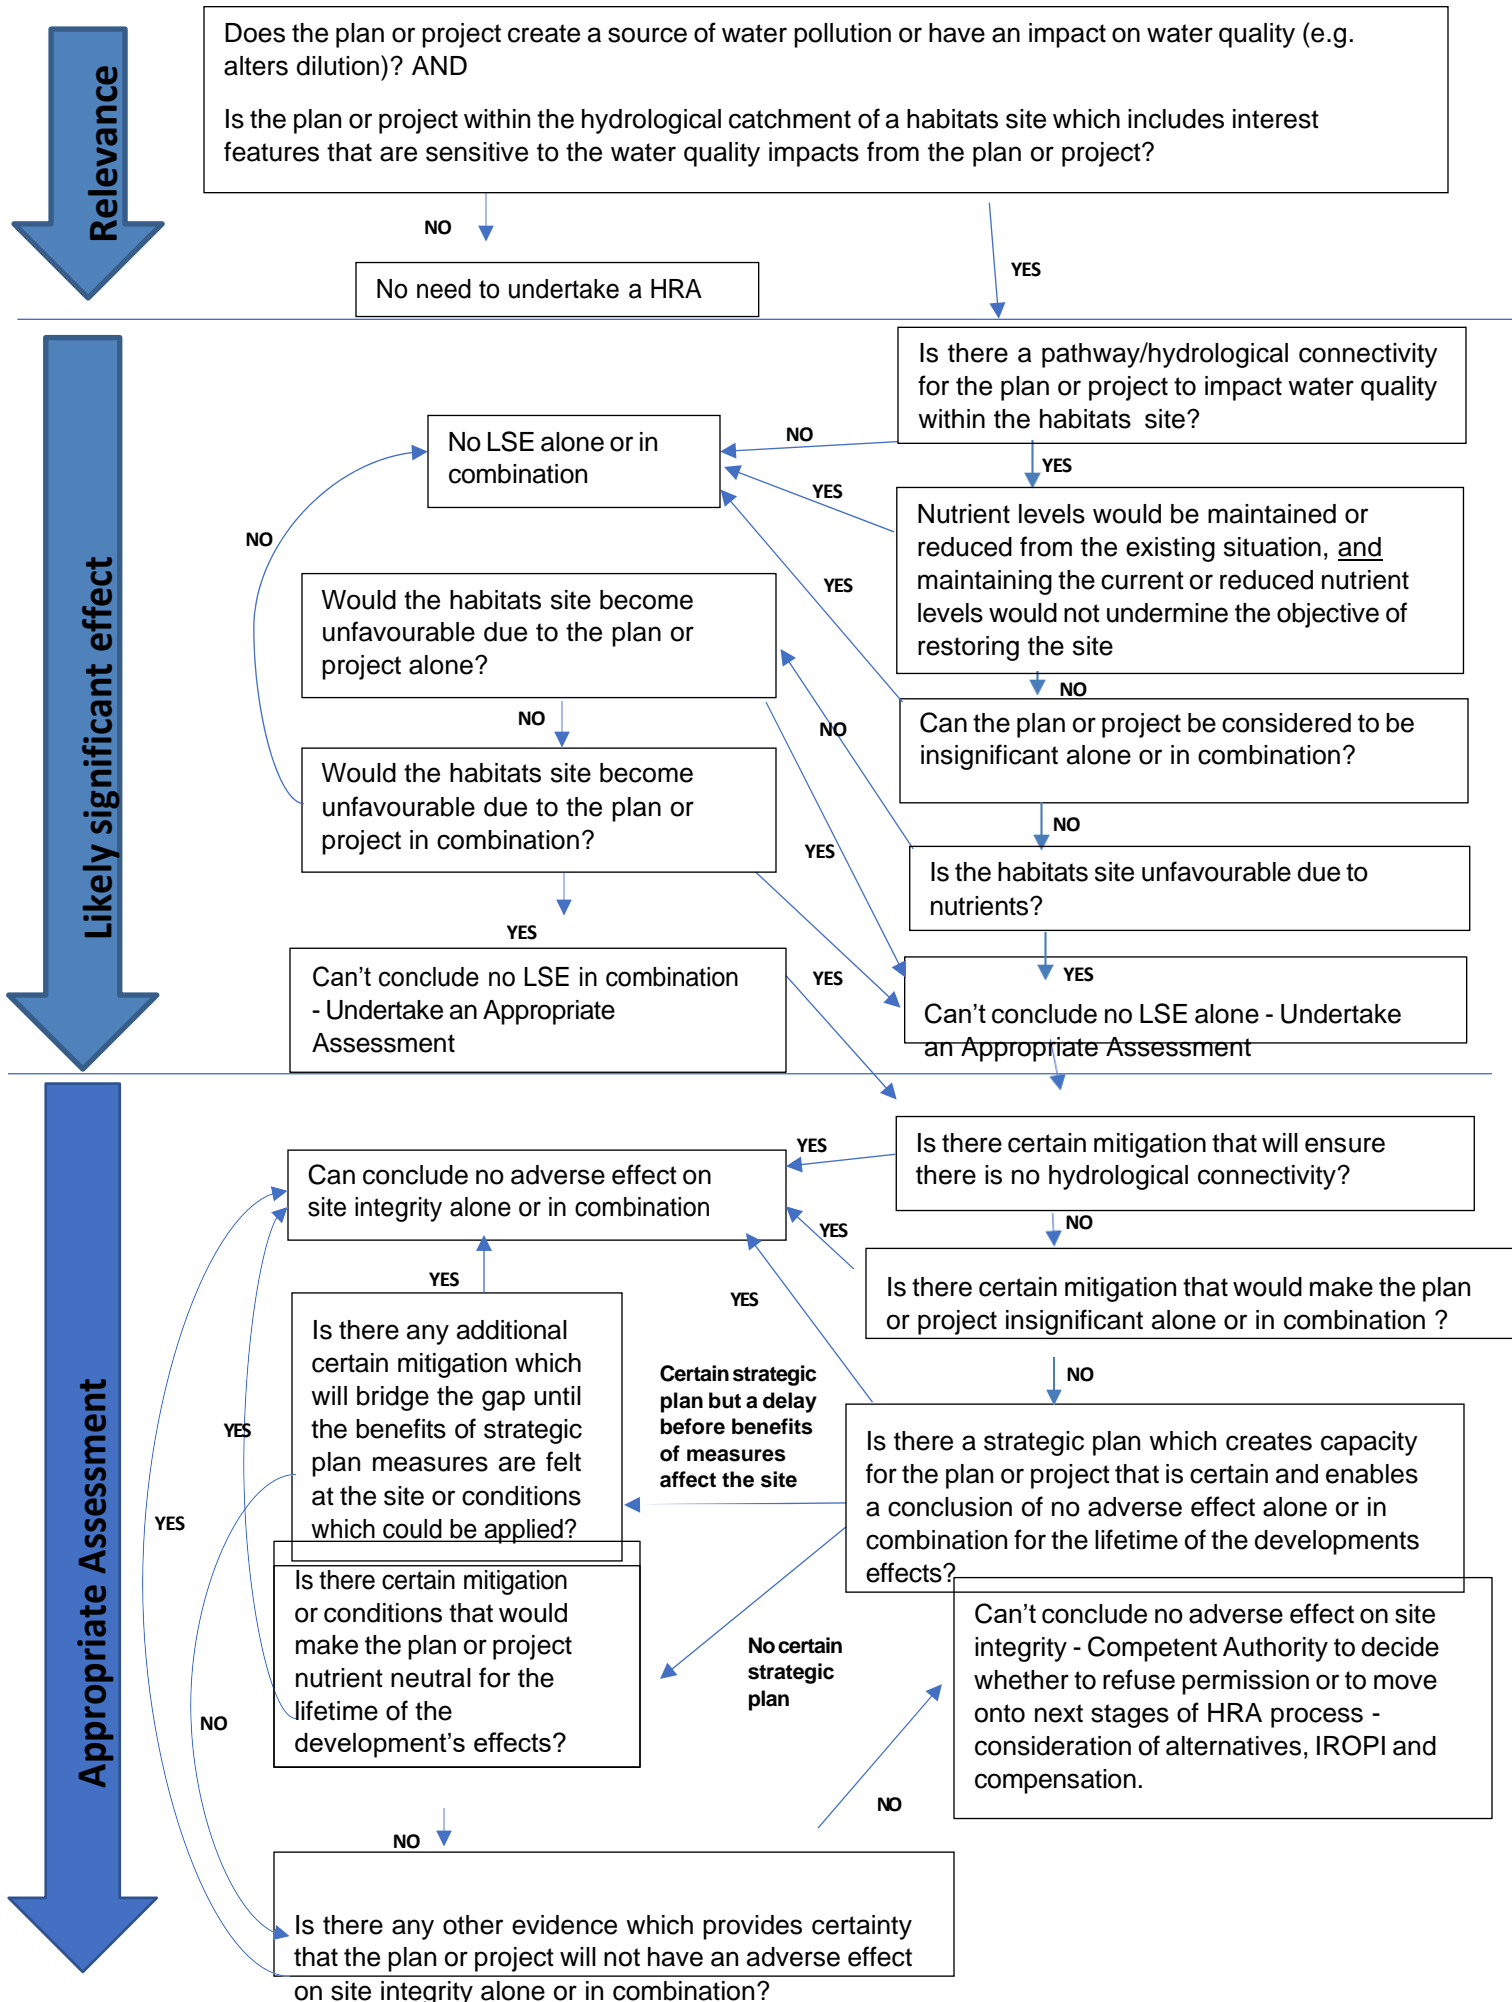 Relevance
Does the plan or project create a source of water pollution or have an impact on water quality (e.g.
alters dilution)? AND
Is the plan or project within the hydrological catchment of a habitats site which includes interest
features that are sensitive to the water quality impacts from the plan or project?
NO
YES
No need to undertake a HRA
Likely significant effect
Is there a pathway/hydrological connectivity
for the plan or project to impact water quality
within the habitats site?
NO
YES
No LSE alone or in
combination
YES
Nutrient levels would be maintained or
reduced from the existing situation, and
maintaining the current or reduced nutrient
levels would not undermine the objective of
restoring the site
NO
YES
NO
Would the habitats site become
unfavourable due to the plan or
project alone?
NO
NO
Can the plan or project be considered to be
insignificant alone or in combination?
NO
Would the habitats site become
unfavourable due to the plan or
project in combination?
YES
Is the habitats site unfavourable due to
nutrients?
YES
YES
YES
Can't conclude no LSE in combination
- Undertake an Appropriate
Assessment
Can't conclude no LSE alone - Undertake
an Appropriate Assessment
Appropriate Assessment
Is there certain mitigation that will ensure
there is no hydrological connectivity?
YES
NO
Can conclude no adverse effect on
site integrity alone or in combination
YES
Is there certain mitigation that would make the plan
or project insignificant alone or in combination ?
NO
YES
YES
Is there any additional
certain mitigation which
will bridge the gap until
the benefits of strategic
plan measures are felt
at the site or conditions
which could be applied?
Certain strategic
plan but a delay
before benefits
of measures
affect the site
Is there a strategic plan which creates capacity
for the plan or project that is certain and enables
a conclusion of no adverse effect alone or in
combination for the lifetime of the developments
effects?
YES
YES
NO
Is there certain mitigation
or conditions that would
make the plan or project
nutrient neutral for the
lifetime of the
development's effects?
No certain
strategic
plan
Can't conclude no adverse effect on site
integrity - Competent Authority to decide
whether to refuse permission or to move
onto next stages of HRA process -
consideration of alternatives, IROPI and
compensation.
NO
NO
Is there any other evidence which provides certainty
that the plan or project will not have an adverse effect
on site integrity alone or in combination?